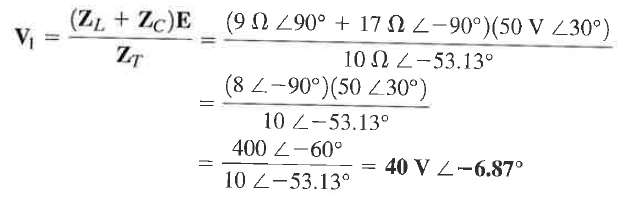 V₁ = (Z_L + Z_C)E / Z_T = (9 Ω ∠90° + 17 Ω ∠−90°)(50 V ∠30°) / 10 Ω ∠−53.13°
= (8 ∠−90°)(50 ∠30°) / 10 ∠−53.13°
= 400 ∠−60° / 10 ∠−53.13° = 40 V ∠−6.87°